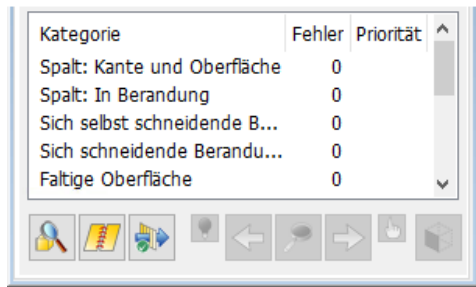 Kategorie Fehler Priorität
Spalt: Kante und Oberfläche 0
Spalt: In Berandung 0
Sich selbst schneidende B... 0
Sich schneidende Berandu... 0
Faltige Oberfläche 0